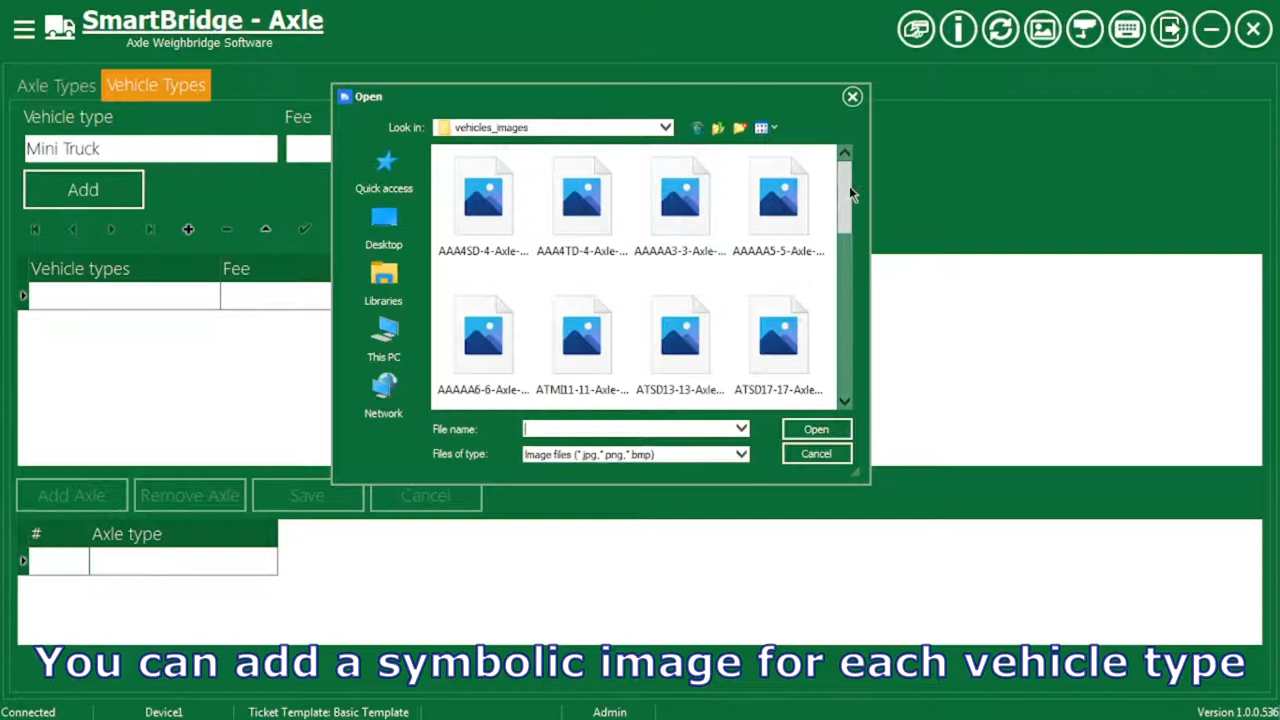 SmartBridge - Axle
Axle Weighbridge Software
Axle Types
Vehicle Types
Vehicle type
Fee
Mini Truck
Add
Vehicle types
Fee
Open
Look in:
vehicles_images
Quick access
Desktop
Libraries
This PC
Network
AAA4SD-4-Axle-...
AAA4TD-4-Axle-...
AAAAA3-3-Axle-...
AAAAA5-5-Axle-...
AAAAA6-6-Axle-...
ATMI11-11-Axle-...
ATSD13-13-Axle...
ATSD17-17-Axle...
File name:
Open
Files of type:
Image files (*.jpg,*.png,*.bmp)
Cancel
Add Axle
Remove Axle
Save
Cancel
#
Axle type
You can add a symbolic image for each vehicle type
Connected
Device1
Ticket Template: Basic Template
Admin
Version 1.0.0.536